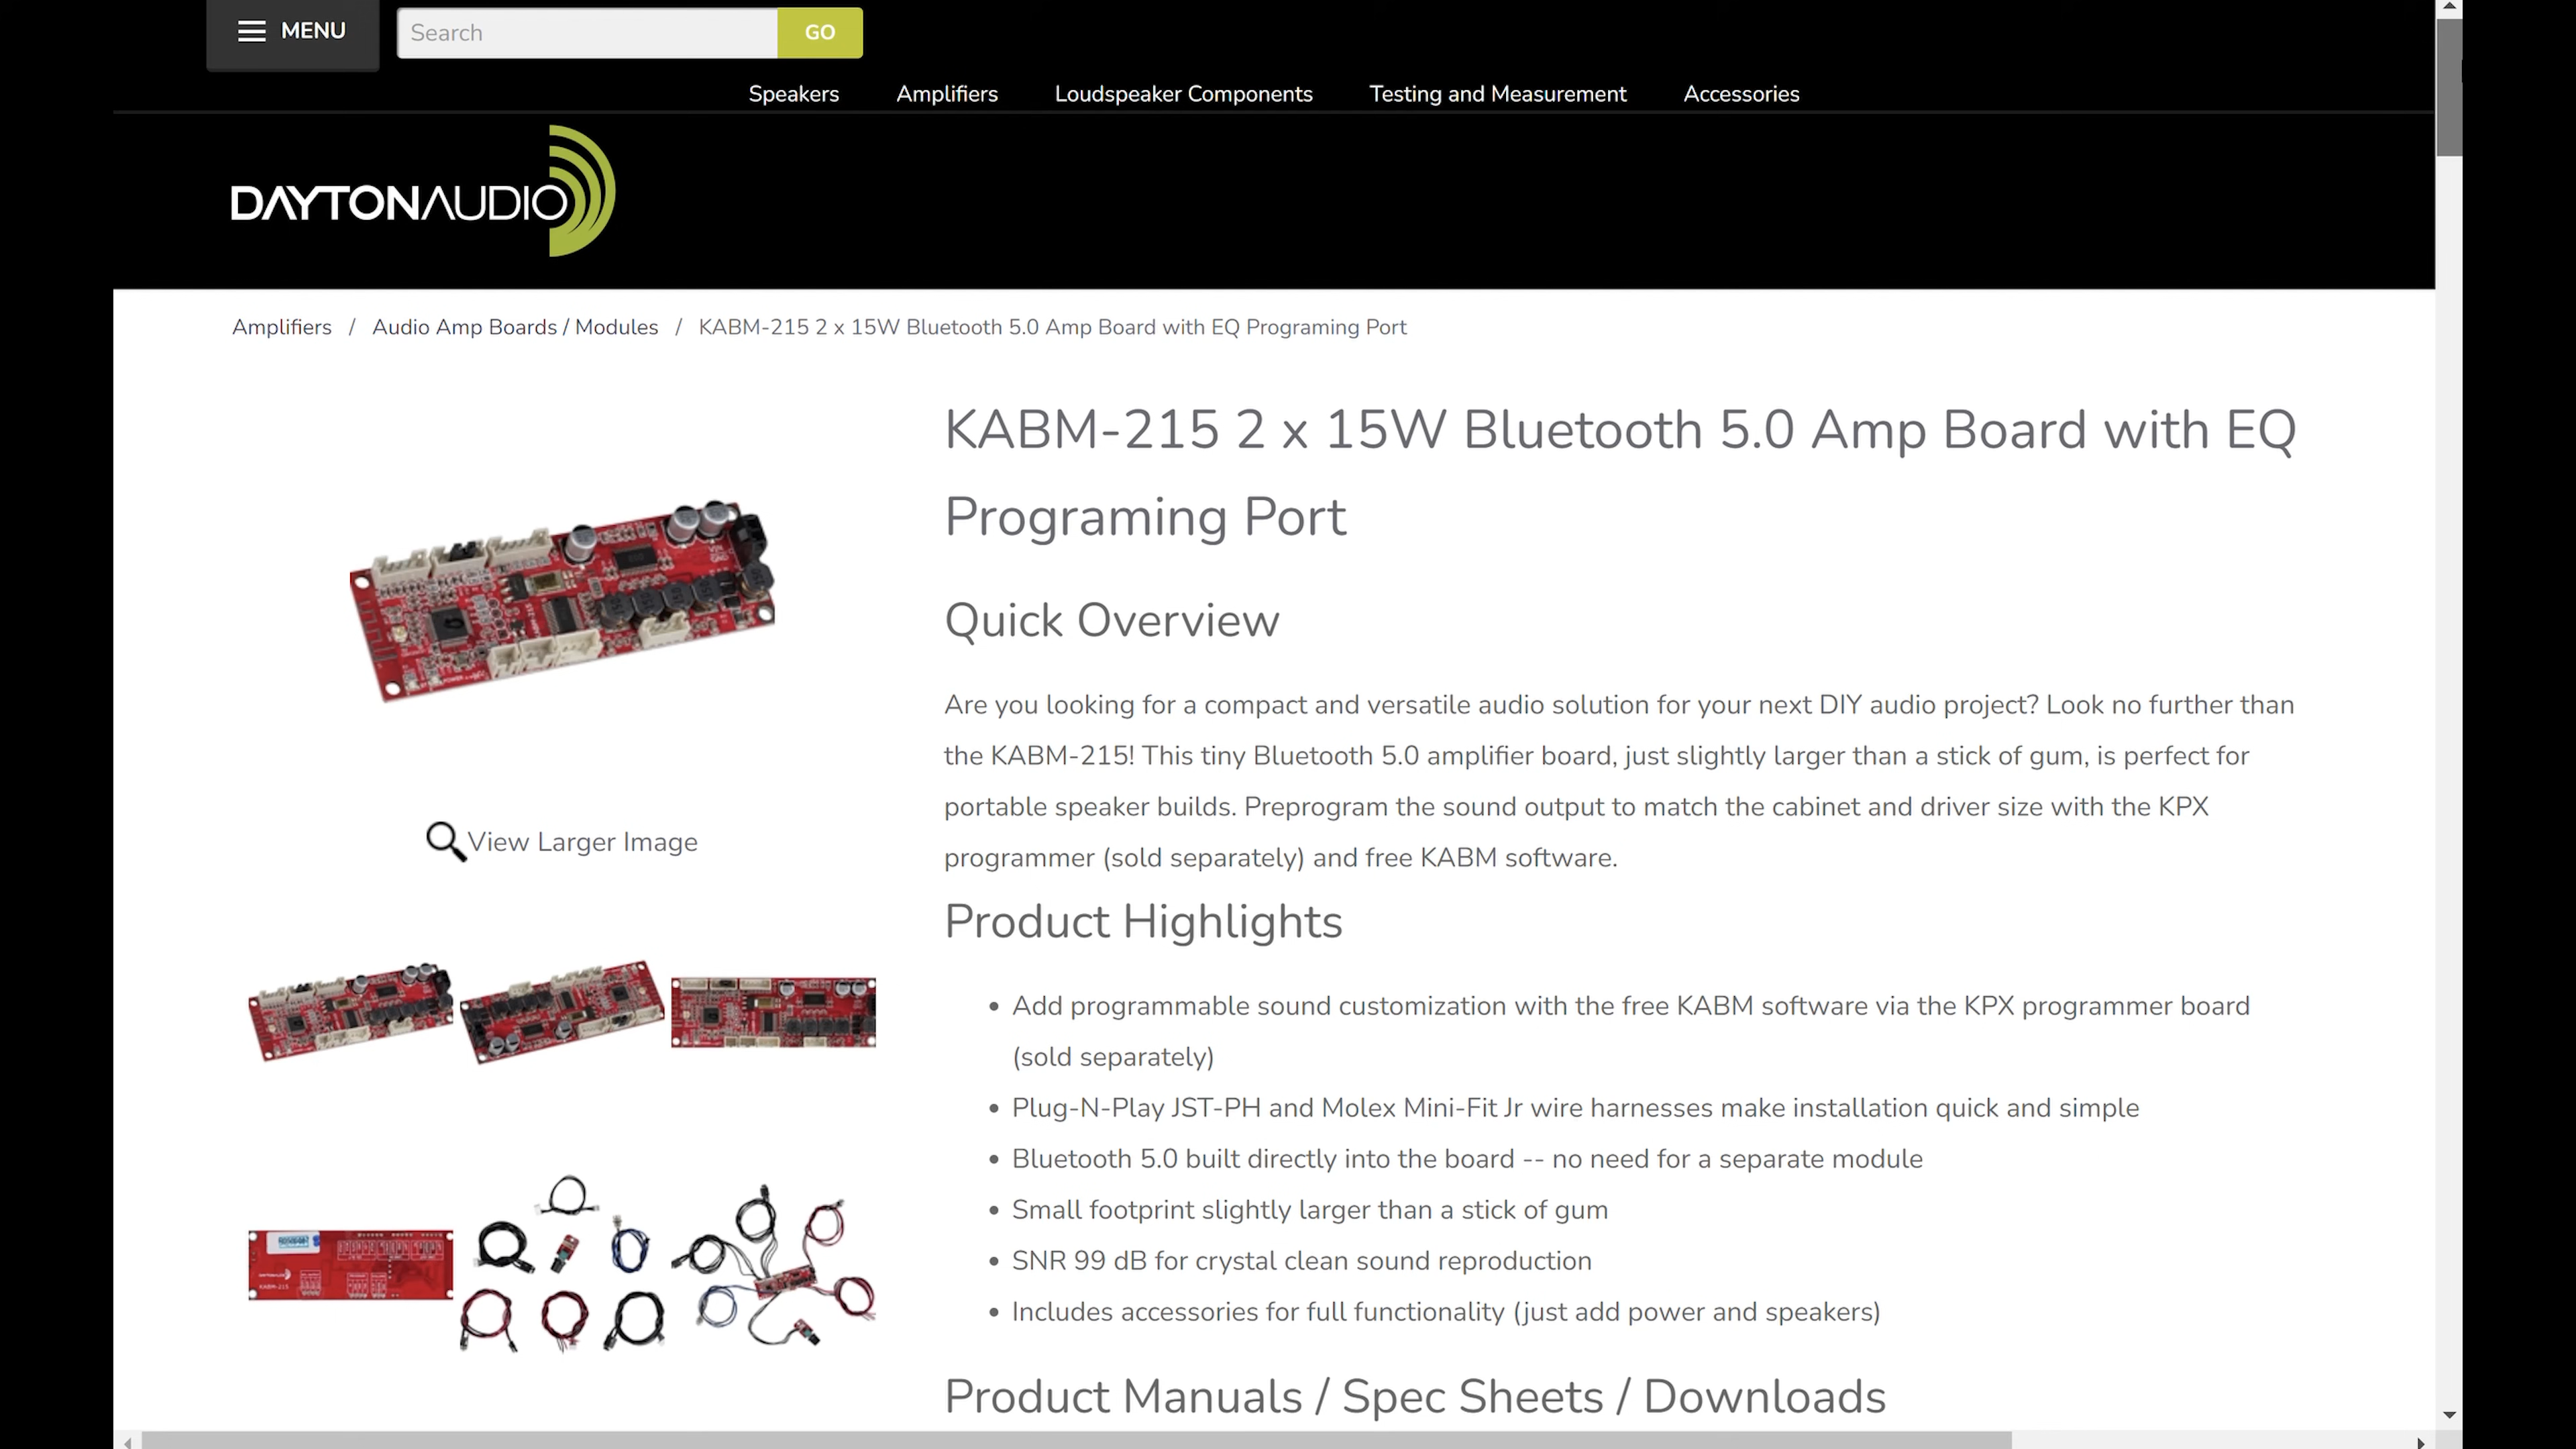 MENU
Search
GO
Speakers Amplifiers Loudspeaker Components Testing and Measurement Accessories
DAYTONAUDIO
Amplifiers / Audio Amp Boards / Modules / KABM-215 2 x 15W Bluetooth 5.0 Amp Board with EQ Programing Port
KABM-215 2 x 15W Bluetooth 5.0 Amp Board with EQ
Programing Port
Quick Overview
Are you looking for a compact and versatile audio solution for your next DIY audio project? Look no further than
the KABM-215! This tiny Bluetooth 5.0 amplifier board, just slightly larger than a stick of gum, is perfect for
portable speaker builds. Preprogram the sound output to match the cabinet and driver size with the KPX
programmer (sold separately) and free KABM software.
View Larger Image
Product Highlights
• Add programmable sound customization with the free KABM software via the KPX programmer board
(sold separately)
• Plug-N-Play JST-PH and Molex Mini-Fit Jr wire harnesses make installation quick and simple
• Bluetooth 5.0 built directly into the board -- no need for a separate module
• Small footprint slightly larger than a stick of gum
• SNR 99 dB for crystal clean sound reproduction
• Includes accessories for full functionality (just add power and speakers)
KABM-215
Product Manuals / Spec Sheets / Downloads